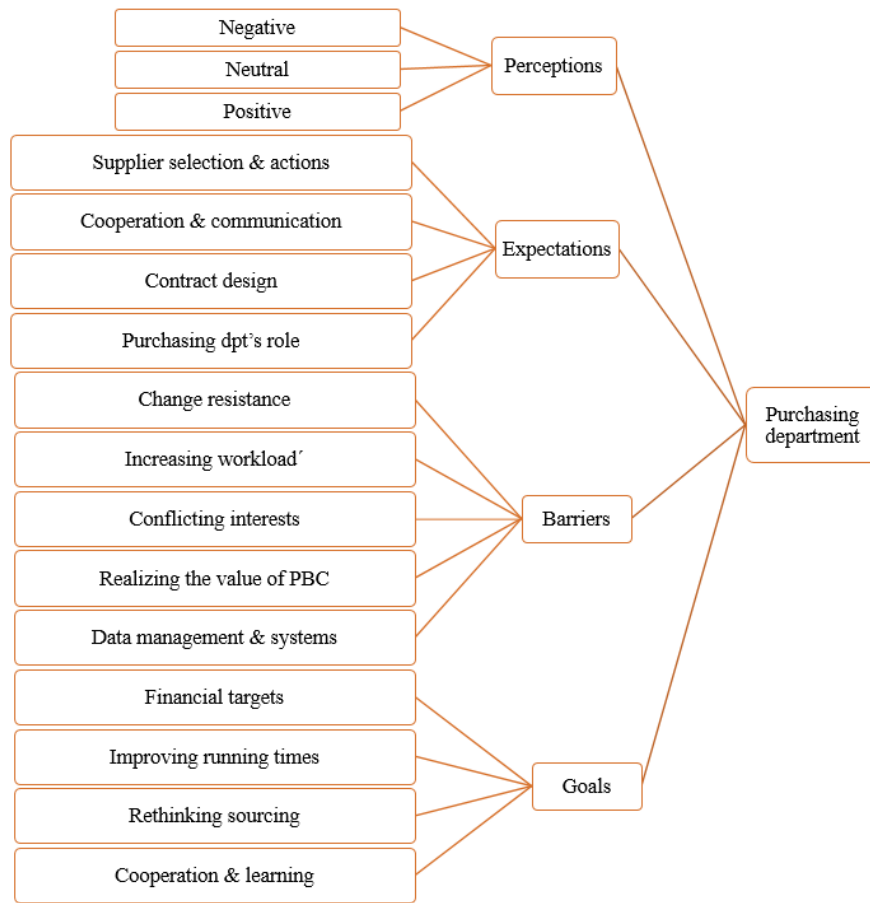 Negative
Neutral
Positive
Perceptions
Supplier selection & actions
Cooperation & communication
Contract design
Purchasing dpt’s role
Expectations
Change resistance
Increasing workload´
Conflicting interests
Realizing the value of PBC
Data management & systems
Barriers
Financial targets
Improving running times
Rethinking sourcing
Cooperation & learning
Goals
Purchasing
department